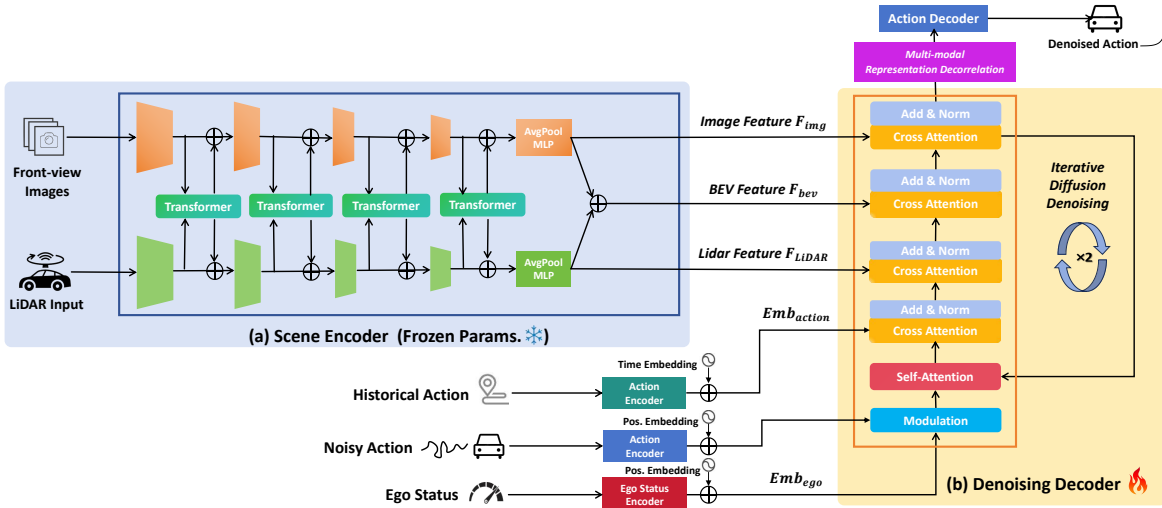 Action Decoder
Denoised Action
Multi-modal
Representation Decorrelation
Front-view
Images
AvgPool
MLP
Transformer
Transformer
Transformer
Transformer
AvgPool
MLP
LiDAR Input
(a) Scene Encoder (Frozen Params. ❄️)
Image Feature F_img
BEV Feature F_bev
Lidar Feature F_LiDAR
Emb_action
Add & Norm
Cross Attention
Add & Norm
Cross Attention
Add & Norm
Cross Attention
Add & Norm
Cross Attention
Self-Attention
Modulation
Iterative
Diffusion
Denoising
×2
Historical Action
Action
Encoder
Time Embedding
Noisy Action
Action
Encoder
Pos. Embedding
Ego Status
Ego Status
Encoder
Pos. Embedding
Emb_ego
(b) Denoising Decoder 🔥